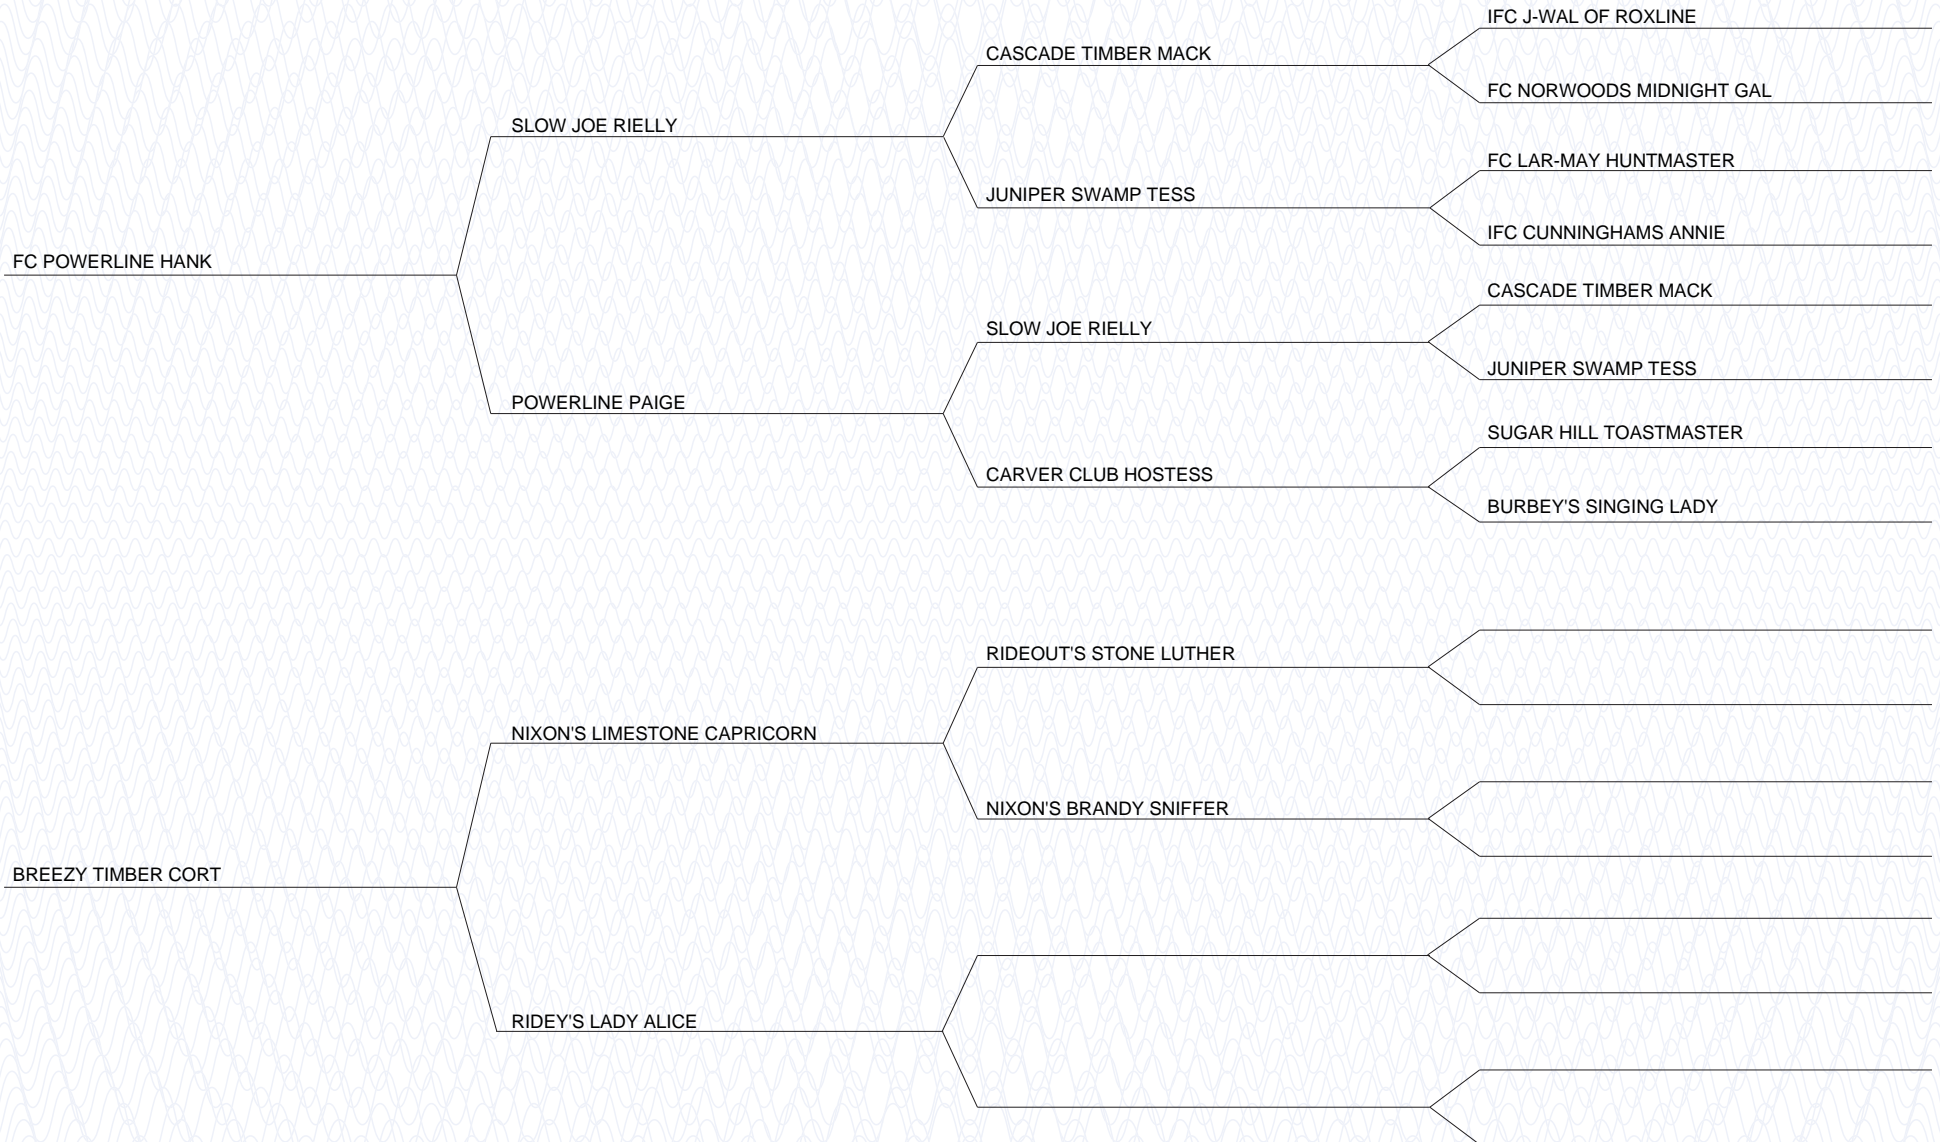 IFC J-WAL OF ROXLINE
CASCADE TIMBER MACK
FC NORWOODS MIDNIGHT GAL
SLOW JOE RIELLY
FC LAR-MAY HUNTMASTER
JUNIPER SWAMP TESS
IFC CUNNINGHAMS ANNIE
FC POWERLINE HANK
CASCADE TIMBER MACK
SLOW JOE RIELLY
JUNIPER SWAMP TESS
POWERLINE PAIGE
SUGAR HILL TOASTMASTER
CARVER CLUB HOSTESS
BURBEY'S SINGING LADY
RIDEOUT'S STONE LUTHER
NIXON'S LIMESTONE CAPRICORN
NIXON'S BRANDY SNIFFER
BREEZY TIMBER CORT
RIDEY'S LADY ALICE